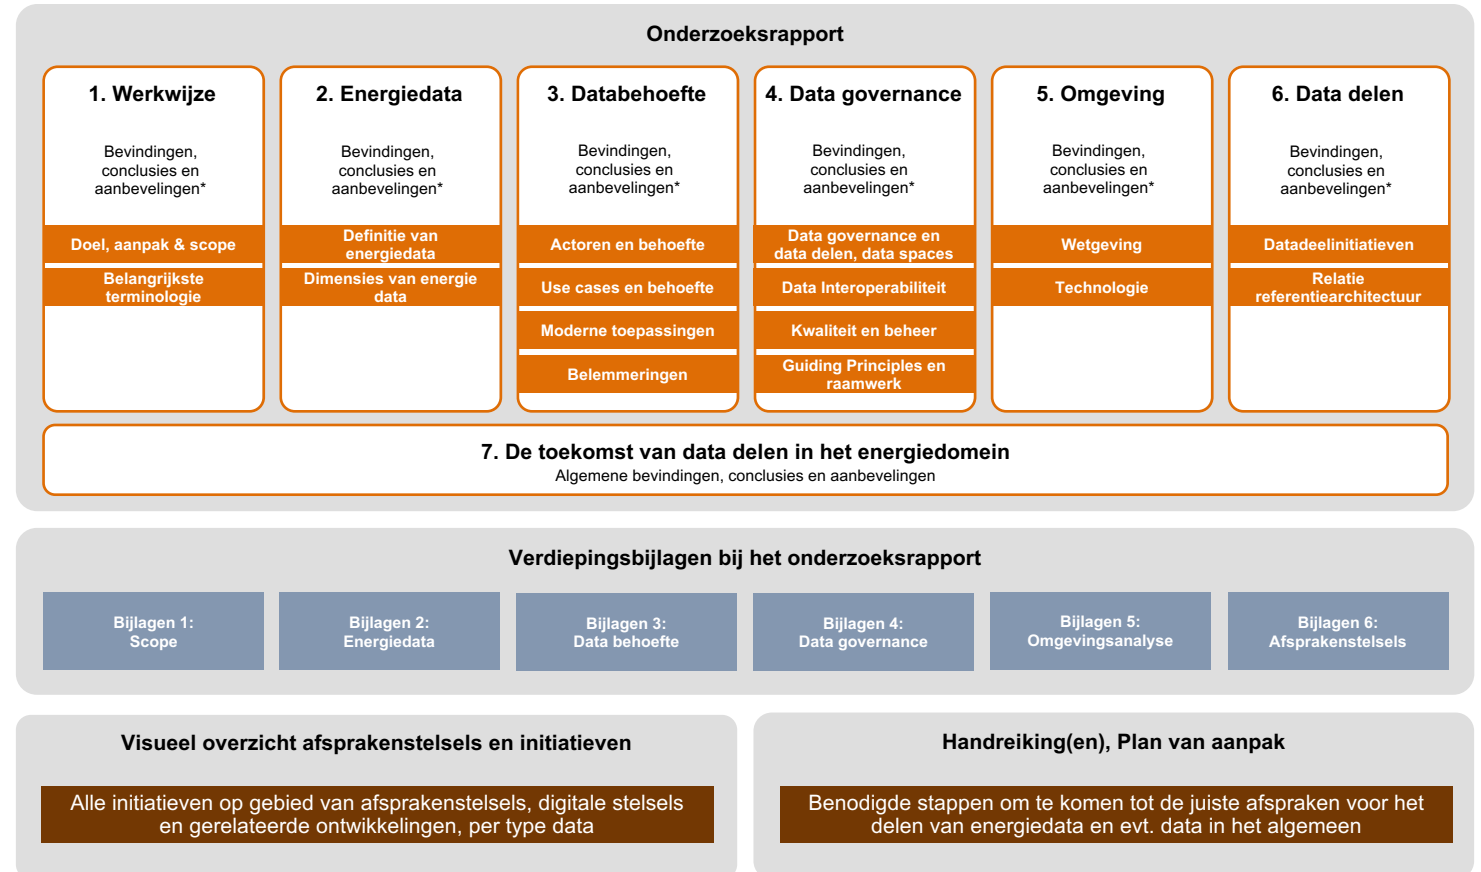 Onderzoeksrapport
1. Werkwijze
Bevindingen,
conclusies en
aanbevelingen*
Doel, aanpak & scope
Belangrijkste
terminologie
2. Energiedata
Bevindingen,
conclusies en
aanbevelingen*
Definitie van
energiedata
Dimensies van energie
data
3. Databehoefte
Bevindingen,
conclusies en
aanbevelingen*
Actoren en behoefte
Use cases en behoefte
Moderne toepassingen
Belemmeringen
4. Data governance
Bevindingen,
conclusies en
aanbevelingen*
Data governance en
data delen, data spaces
Data Interoperabiliteit
Kwaliteit en beheer
Guiding Principles en
raamwerk
5. Omgeving
Bevindingen,
conclusies en
aanbevelingen*
Wetgeving
Technologie
6. Data delen
Bevindingen,
conclusies en
aanbevelingen*
Datadeelinitiatieven
Relatie
referentiearchitectuur
7. De toekomst van data delen in het energiedomein
Algemene bevindingen, conclusies en aanbevelingen
Verdiepingsbijlagen bij het onderzoeksrapport
Bijlagen 1:
Scope
Bijlagen 2:
Energiedata
Bijlagen 3:
Data behoefte
Bijlagen 4:
Data governance
Bijlagen 5:
Omgevingsanalyse
Bijlagen 6:
Afsprakenstelsels
Visueel overzicht afsprakenstelsels en initiatieven
Alle initiatieven op gebied van afsprakenstelsels, digitale stelsels
en gerelateerde ontwikkelingen, per type data
Handreiking(en), Plan van aanpak
Benodigde stappen om te komen tot de juiste afspraken voor het
delen van energiedata en evt. data in het algemeen